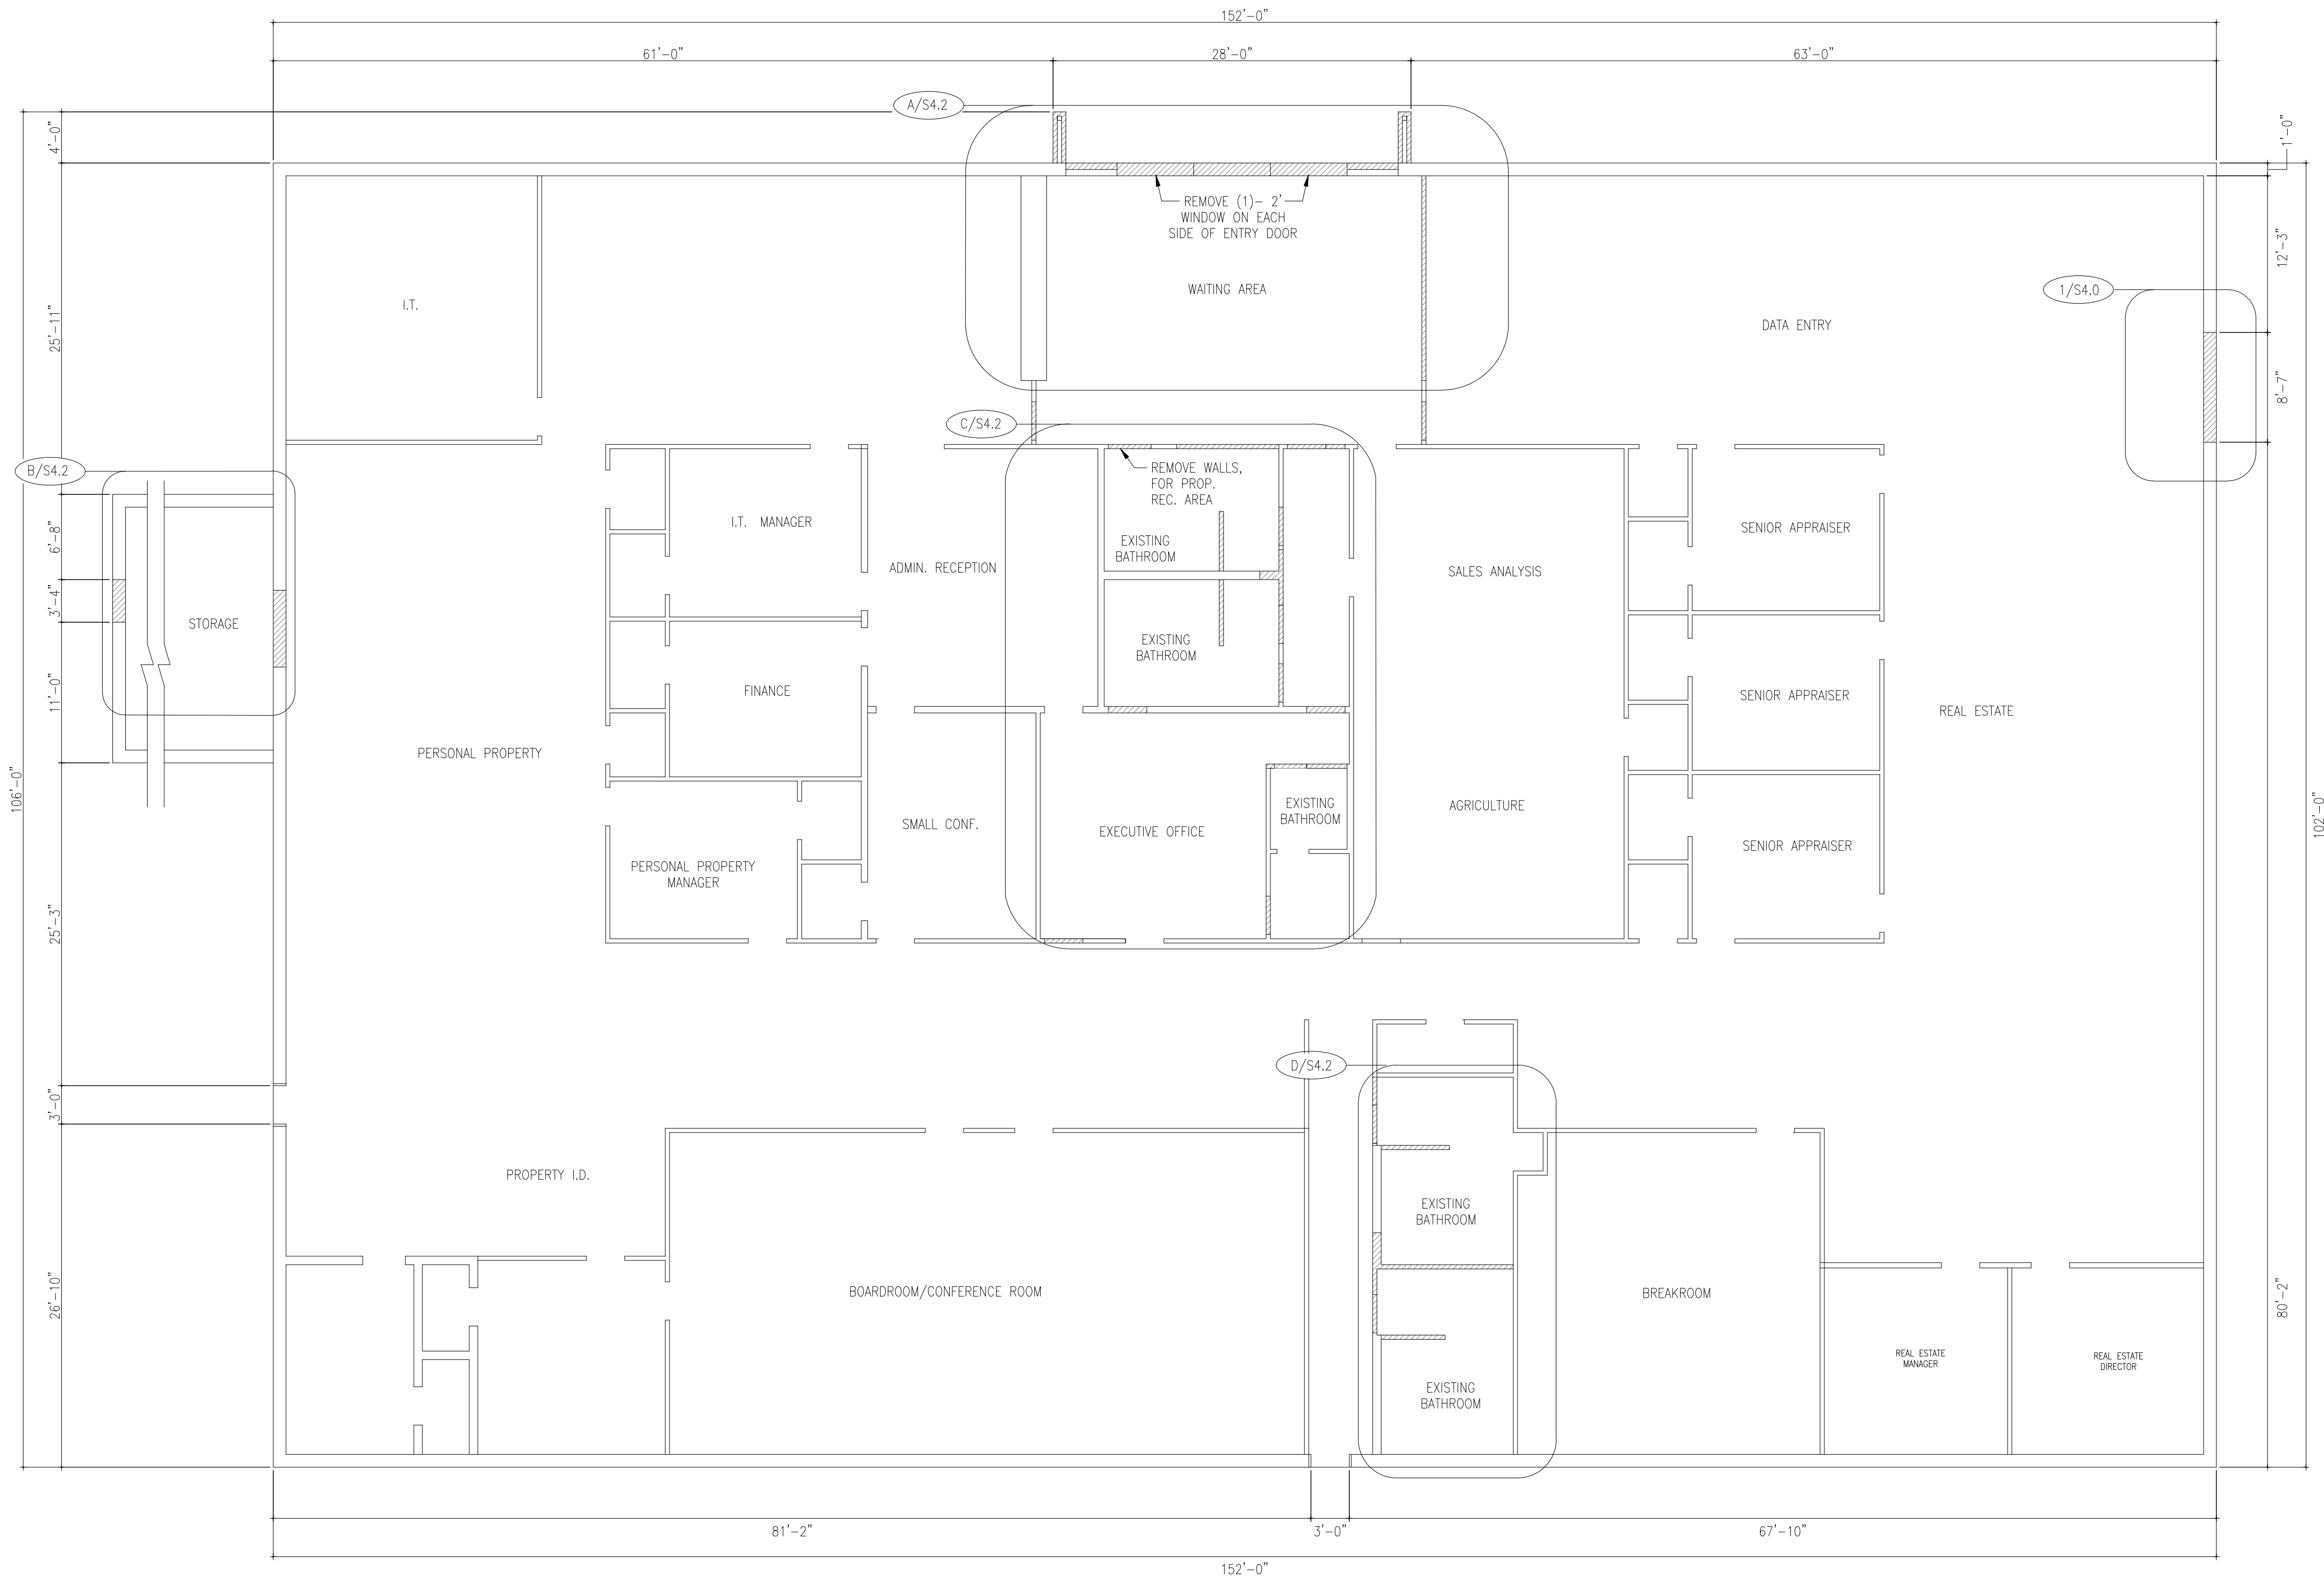 152'-0"
61'-0"
28'-0"
63'-0"
A/S4.2
4'-0"
1'-0"
REMOVE (1)- 2'
WINDOW ON EACH
SIDE OF ENTRY DOOR
12'-3"
WAITING AREA
1/S4.0
I.T.
25'-11"
DATA ENTRY
8'-7"
C/S4.2
B/S4.2
REMOVE WALLS,
FOR PROP.
REC. AREA
I.T. MANAGER
SENIOR APPRAISER
6'-8"
EXISTING
BATHROOM
ADMIN. RECEPTION
SALES ANALYSIS
3'-4"
STORAGE
EXISTING
BATHROOM
11'-0"
FINANCE
SENIOR APPRAISER
REAL ESTATE
PERSONAL PROPERTY
106'-0"
102'-0"
EXISTING
BATHROOM
AGRICULTURE
SMALL CONF.
EXECUTIVE OFFICE
SENIOR APPRAISER
PERSONAL PROPERTY
MANAGER
25'-3"
D/S4.2
3'-0"
PROPERTY I.D.
EXISTING
BATHROOM
26'-10"
BOARDROOM/CONFERENCE ROOM
BREAKROOM
80'-2"
REAL ESTATE
MANAGER
REAL ESTATE
DIRECTOR
EXISTING
BATHROOM
81'-2"
3'-0"
67'-10"
152'-0"